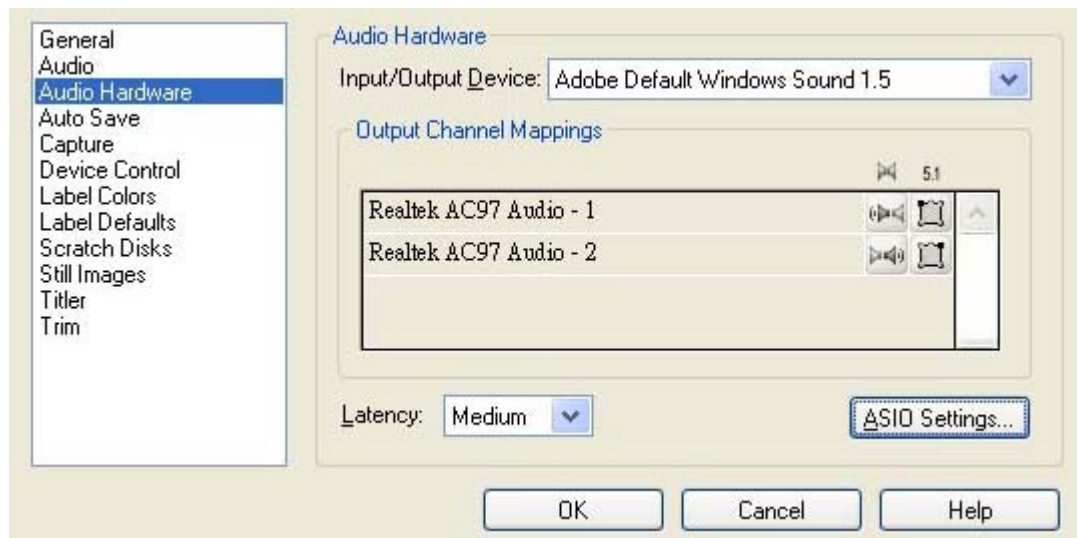 General
Audio
Audio Hardware
Auto Save
Capture
Device Control
Label Colors
Label Defaults
Scratch Disks
Still Images
Titler
Trim
Audio Hardware
Input/Output Device: Adobe Default Windows Sound 1.5
Output Channel Mappings
5.1
Realtek AC97 Audio - 1
Realtek AC97 Audio - 2
Latency: Medium
ASIO Settings...
OK
Cancel
Help